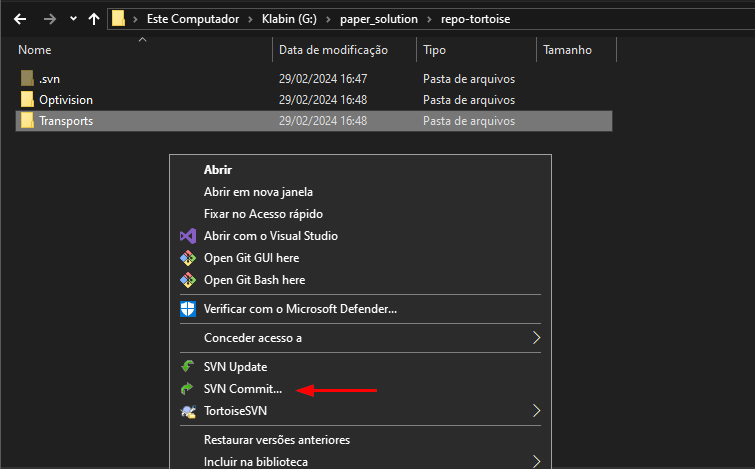 Este Computador > Klabin (G:) > paper_solution > repo-tortoise
Nome Data de modificação Tipo Tamanho
.svn 29/02/2024 16:47 Pasta de arquivos
Optivision 29/02/2024 16:48 Pasta de arquivos
Transports 29/02/2024 16:48 Pasta de arquivos
Abrir
Abrir em nova janela
Fixar no Acesso rápido
Abrir com o Visual Studio
Open Git GUI here
Open Git Bash here
Verificar com o Microsoft Defender...
Conceder acesso a
SVN Update
SVN Commit...
TortoiseSVN
Restaurar versões anteriores
Incluir na biblioteca